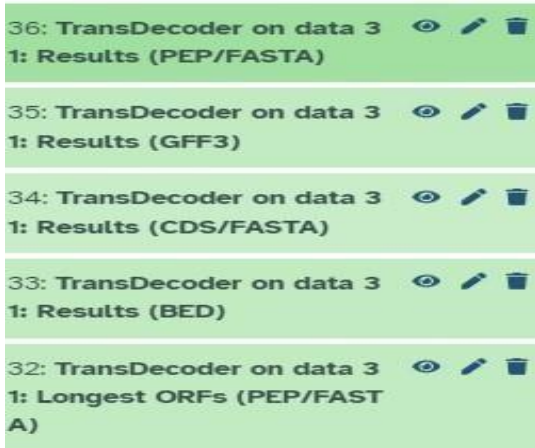 36: TransDecoder on data 3
1: Results (PEP/FASTA)
35: TransDecoder on data 3
1: Results (GFF3)
34: TransDecoder on data 3
1: Results (CDS/FASTA)
33: TransDecoder on data 3
1: Results (BED)
32: TransDecoder on data 3
1: Longest ORFs (PEP/FAST
A)